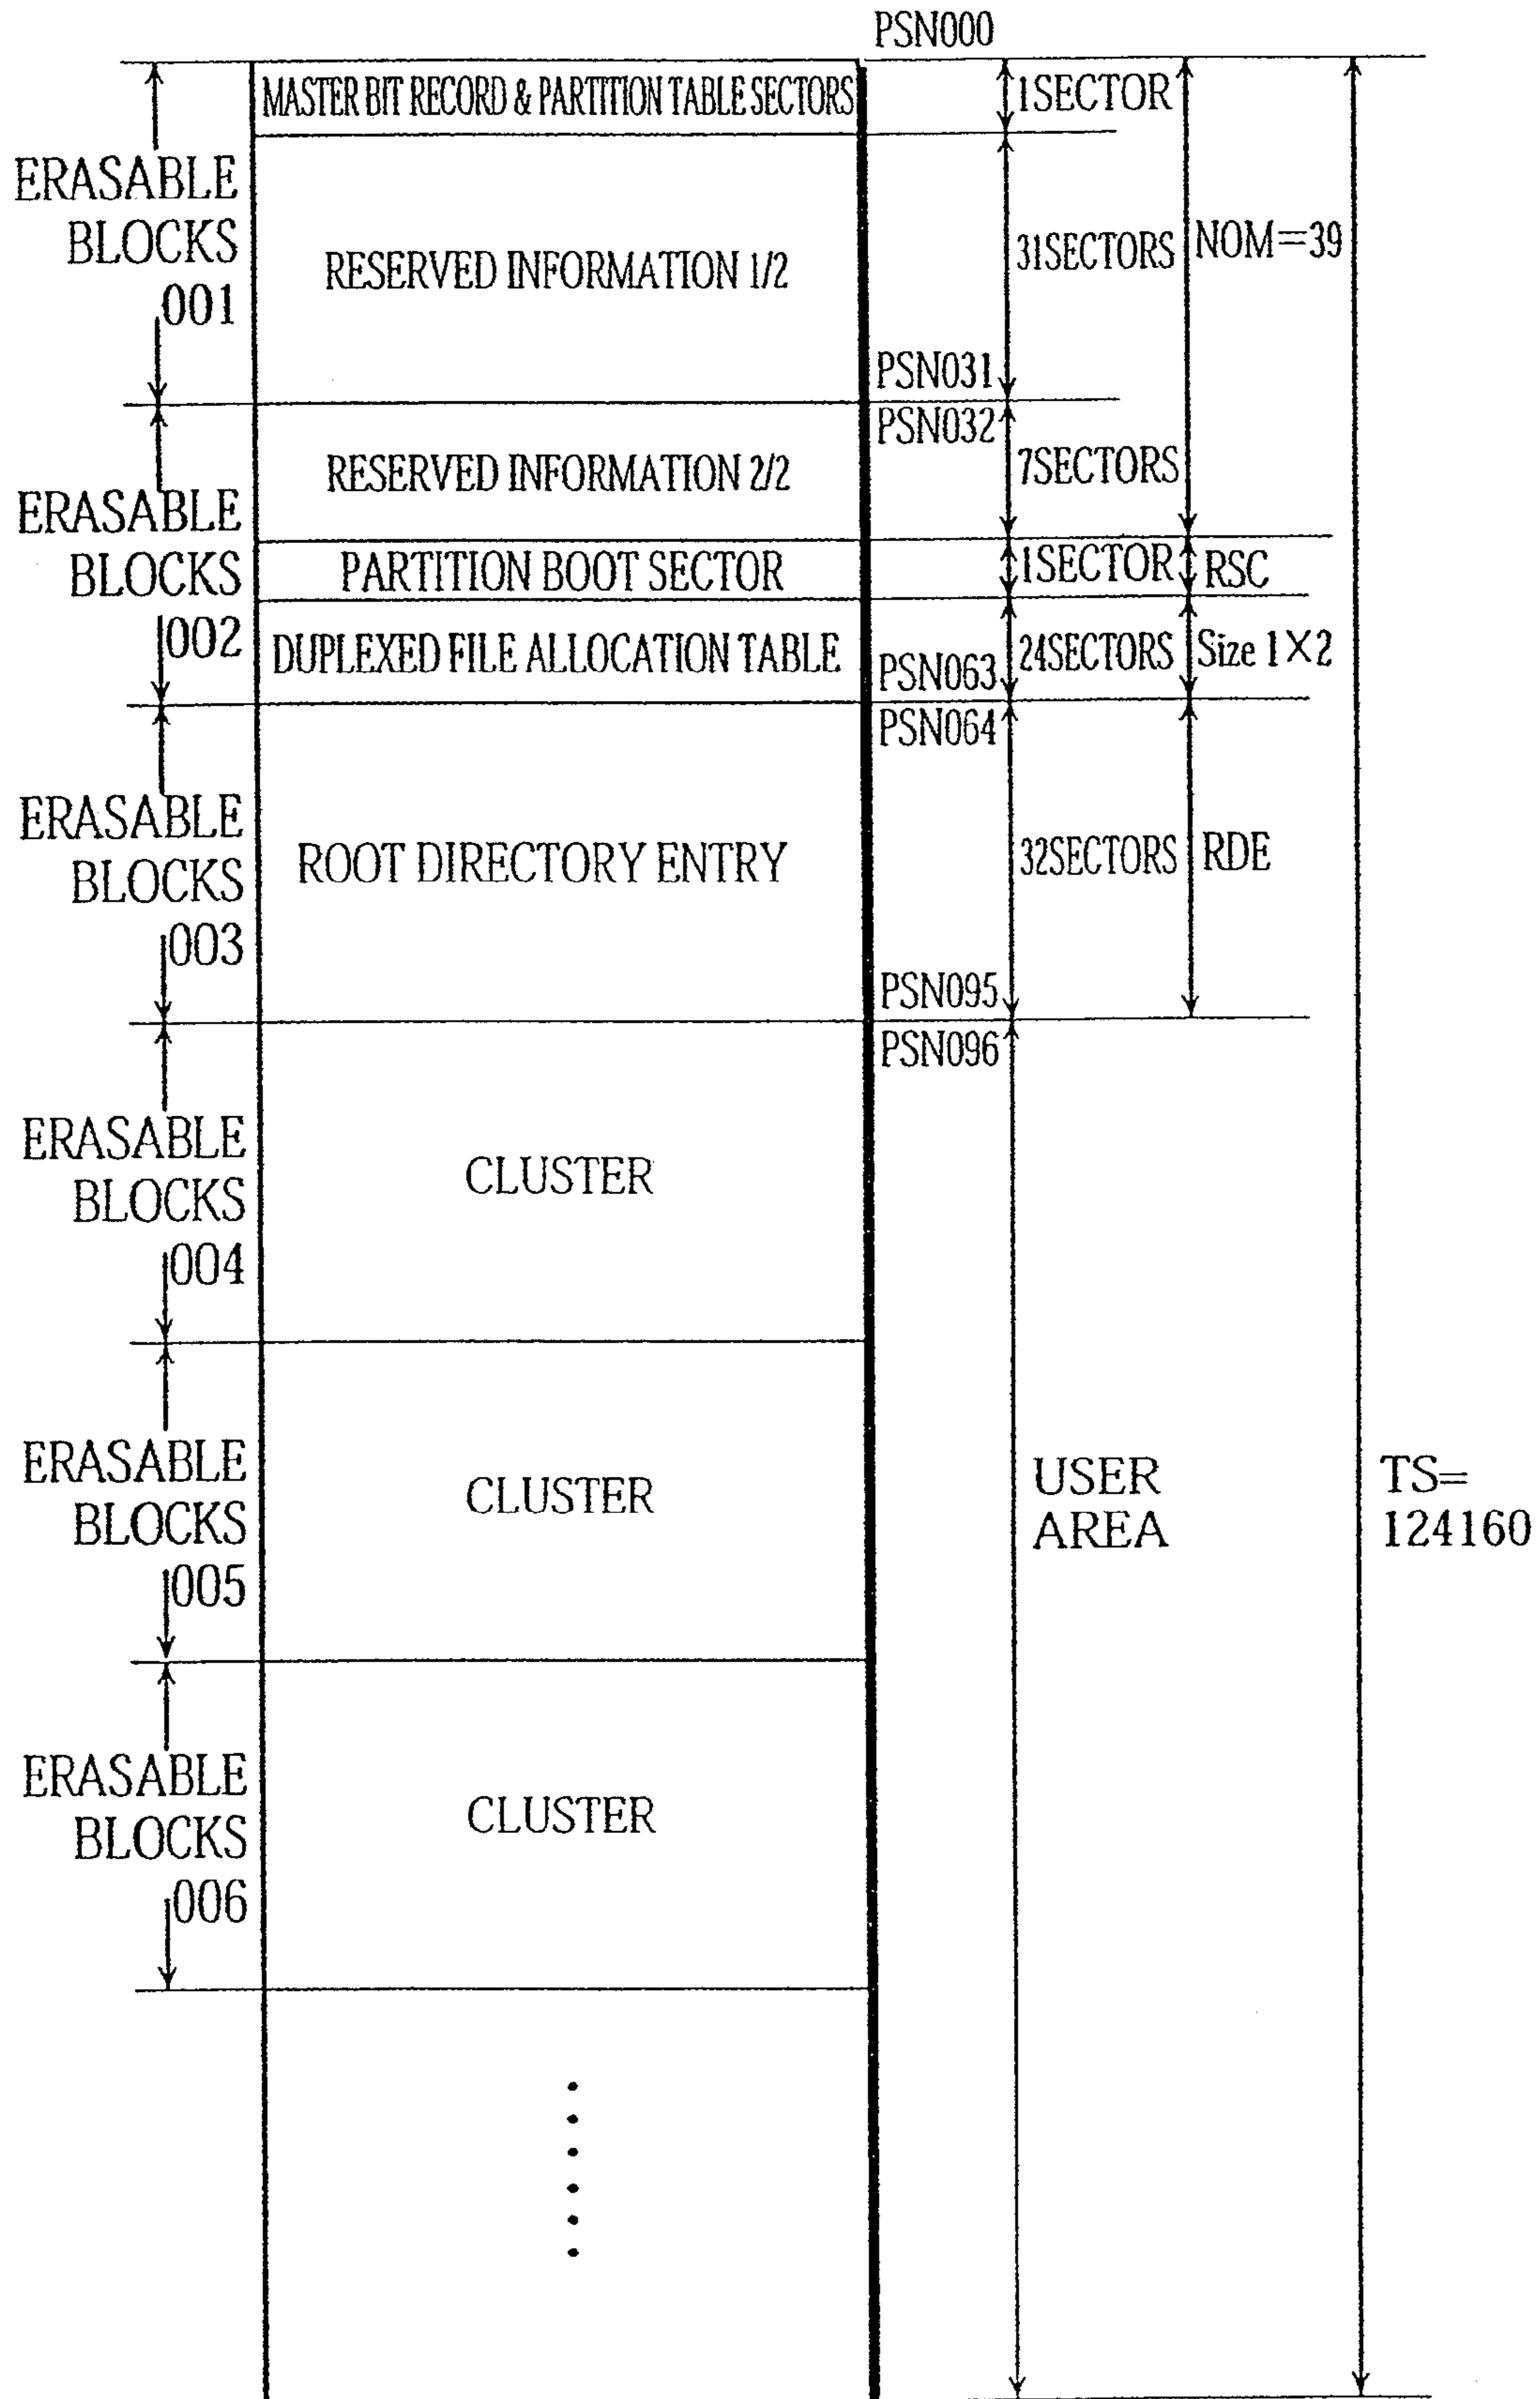 PSN000
MASTER BIT RECORD & PARTITION TABLE SECTORS
1SECTOR
ERASABLE
BLOCKS
001
RESERVED INFORMATION 1/2
31SECTORS
NOM=39
PSN031
PSN032
RESERVED INFORMATION 2/2
7SECTORS
ERASABLE
BLOCKS
002
PARTITION BOOT SECTOR
1SECTOR
RSC
DUPLEXED FILE ALLOCATION TABLE
PSN063
24SECTORS
Size 1×2
PSN064
ERASABLE
BLOCKS
003
ROOT DIRECTORY ENTRY
32SECTORS
RDE
PSN095
PSN096
ERASABLE
BLOCKS
004
CLUSTER
ERASABLE
BLOCKS
005
CLUSTER
USER
AREA
TS=
124160
ERASABLE
BLOCKS
006
CLUSTER